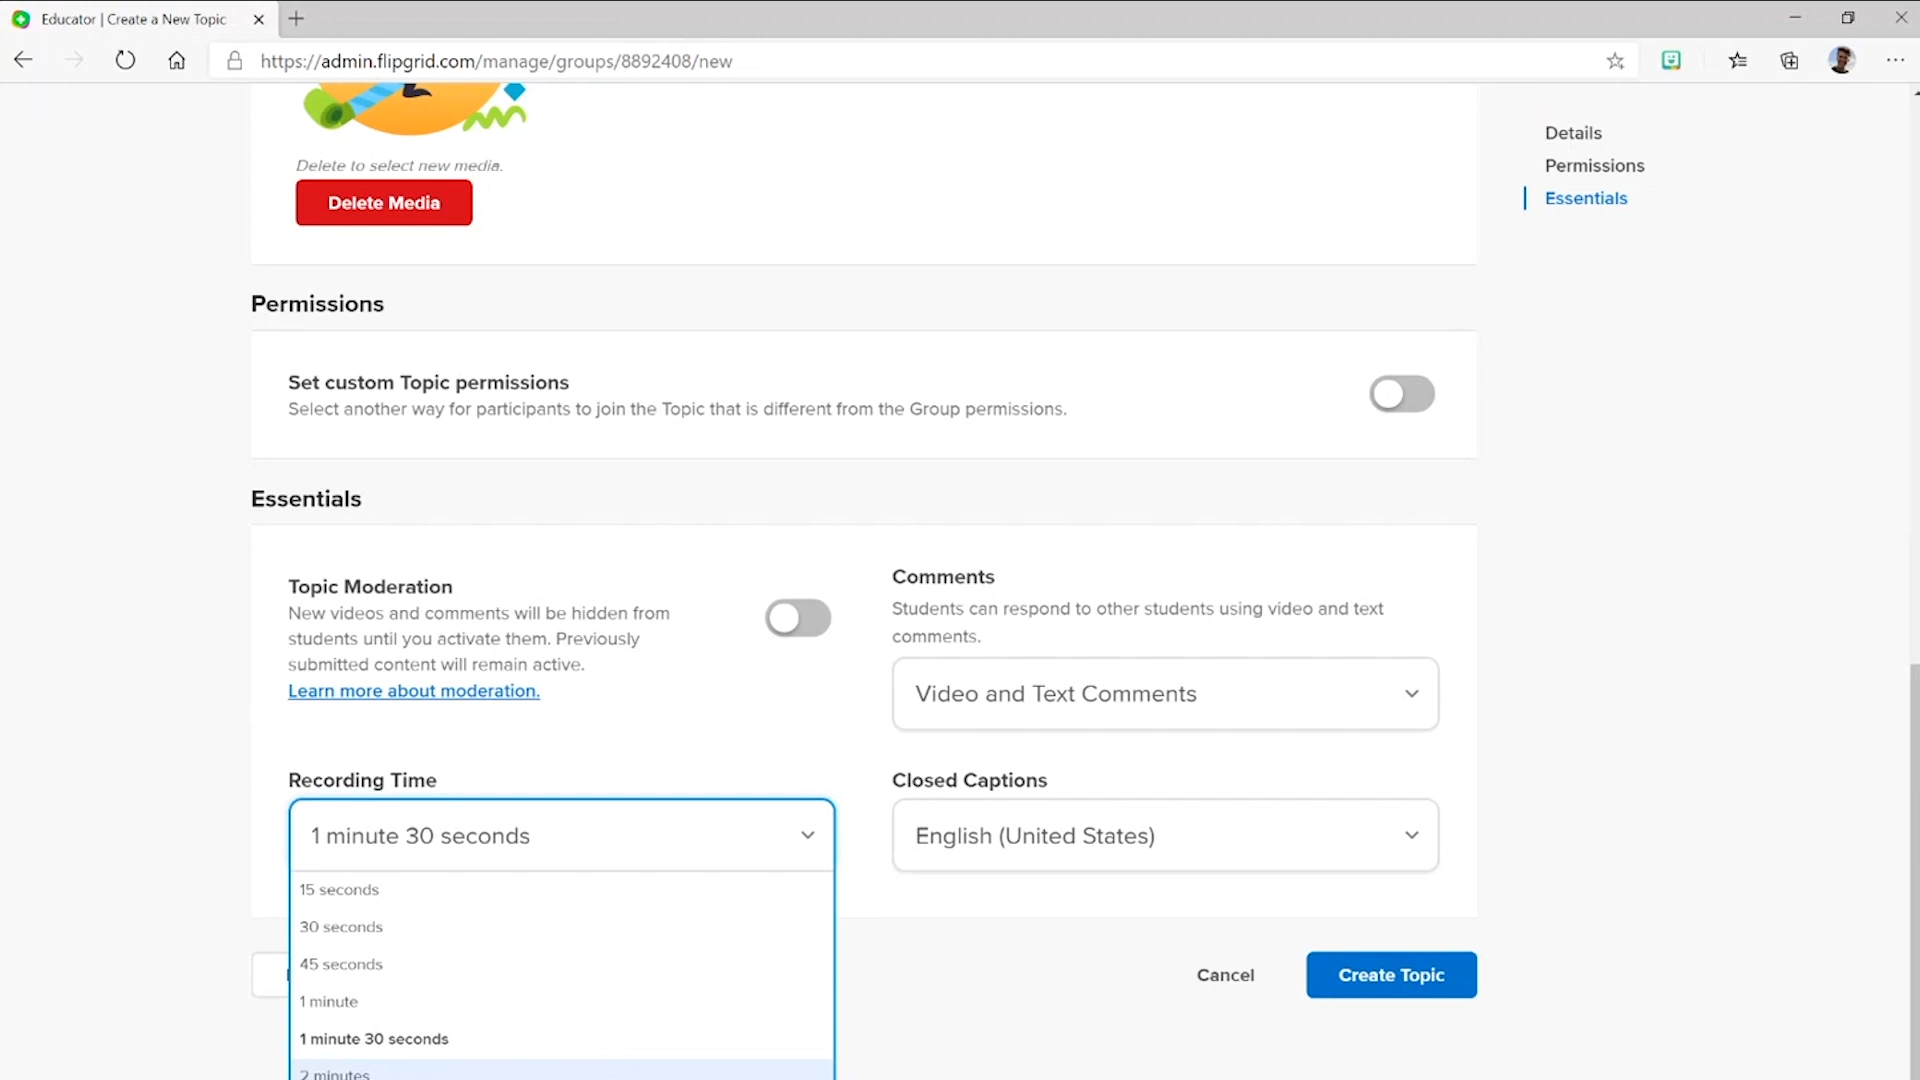 Educator | Create a New Topic
https://admin.flipgrid.com/manage/groups/8892408/new
Delete to select new media.
Delete Media
Details
Permissions
Essentials
Permissions
Set custom Topic permissions
Select another way for participants to join the Topic that is different from the Group permissions.
Essentials
Topic Moderation
New videos and comments will be hidden from
students until you activate them. Previously
submitted content will remain active.
Learn more about moderation.
Comments
Students can respond to other students using video and text
comments.
Video and Text Comments
Recording Time
1 minute 30 seconds
15 seconds
30 seconds
45 seconds
1 minute
1 minute 30 seconds
2 minutes
Closed Captions
English (United States)
Cancel
Create Topic